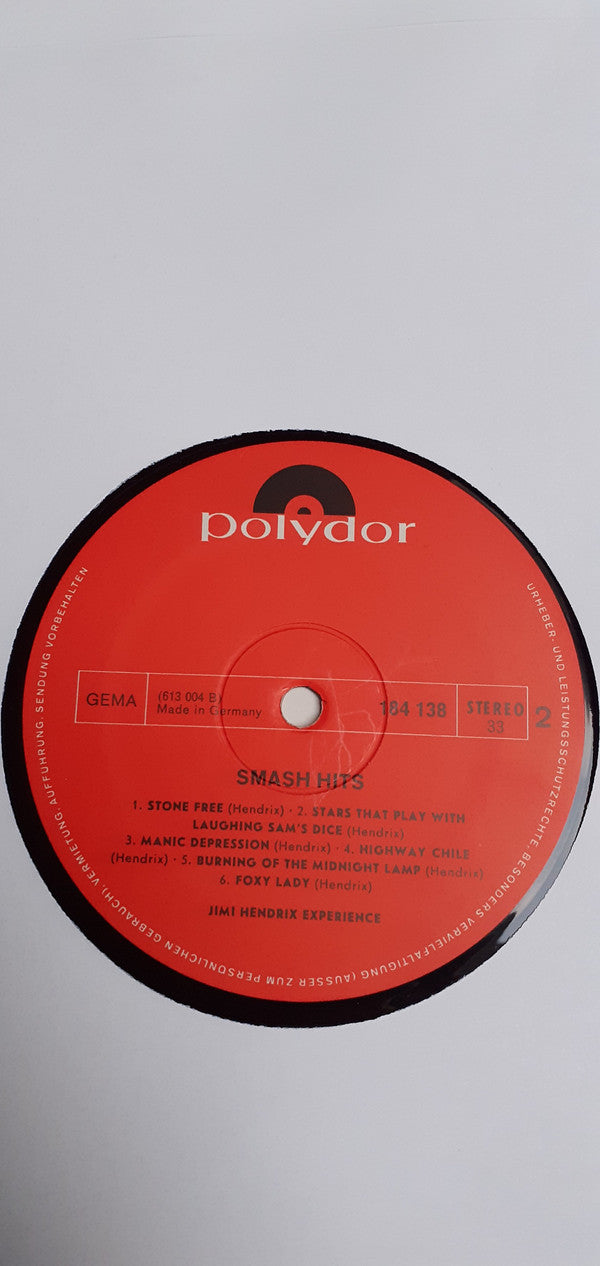 polydor
GEMA
(613 004 B)
Made in Germany
184 138
STEREO
33
2
SMASH HITS
1. STONE FREE (Hendrix) · 2. STARS THAT PLAY WITH
LAUGHING SAM'S DICE (Hendrix)
3. MANIC DEPRESSION (Hendrix) · 4. HIGHWAY CHILE
(Hendrix) · 5. BURNING OF THE MIDNIGHT LAMP (Hendrix)
6. FOXY LADY (Hendrix)
JIMI HENDRIX EXPERIENCE
URHEBER- UND LEISTUNGSSCHUTZRECHTE, BESONDERS VERVIELFÄLTIGUNG (AUSSER ZUM PERSÖNLICHEN GEBRAUCH), VERMIETUNG, AUFFÜHRUNG, SENDUNG VORBEHALTEN